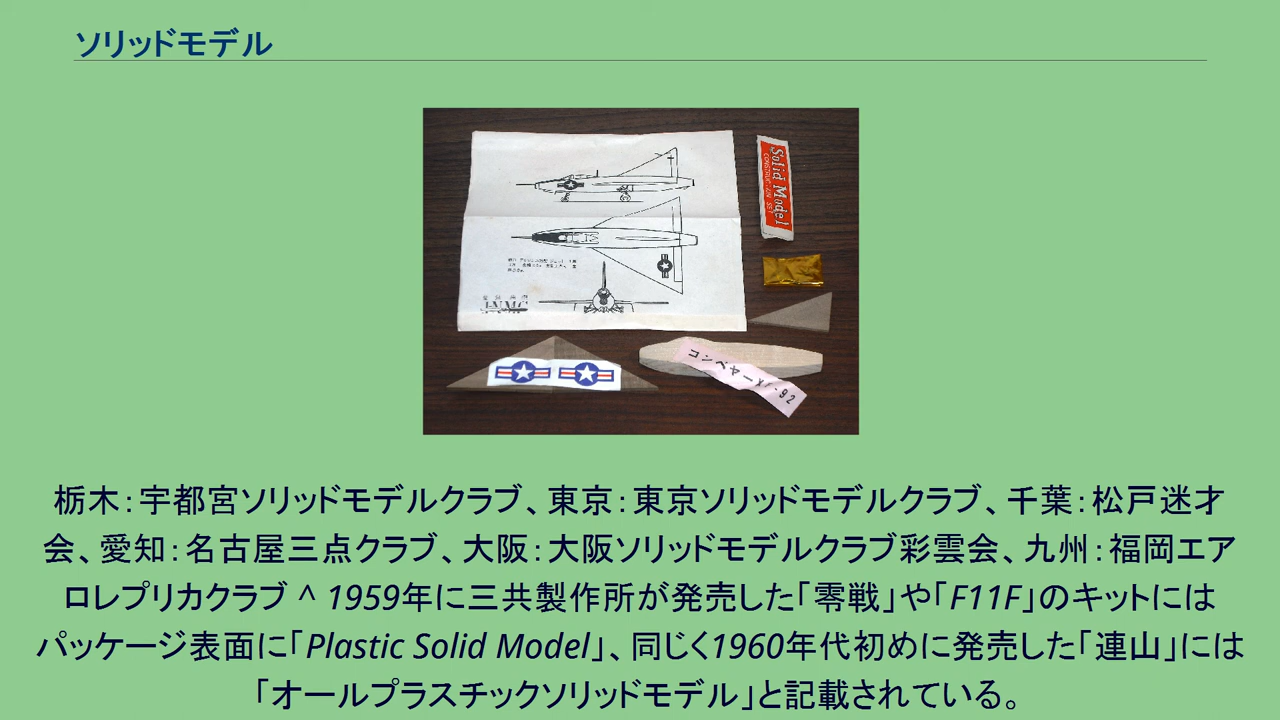 ソリッドモデル
Solid Model
CONSTRUCTION SET
コンベヤーXF-92
栃木：宇都宮ソリッドモデルクラブ、東京：東京ソリッドモデルクラブ、千葉：松戸迷才
会、愛知：名古屋三点クラブ、大阪：大阪ソリッドモデルクラブ彩雲会、九州：福岡エア
ロレプリカクラブ ^ 1959年に三共製作所が発売した「零戦」や「F11F」のキットには
パッケージ表面に「Plastic Solid Model」、同じく1960年代初めに発売した「連山」には
「オールプラスチックソリッドモデル」と記載されている。